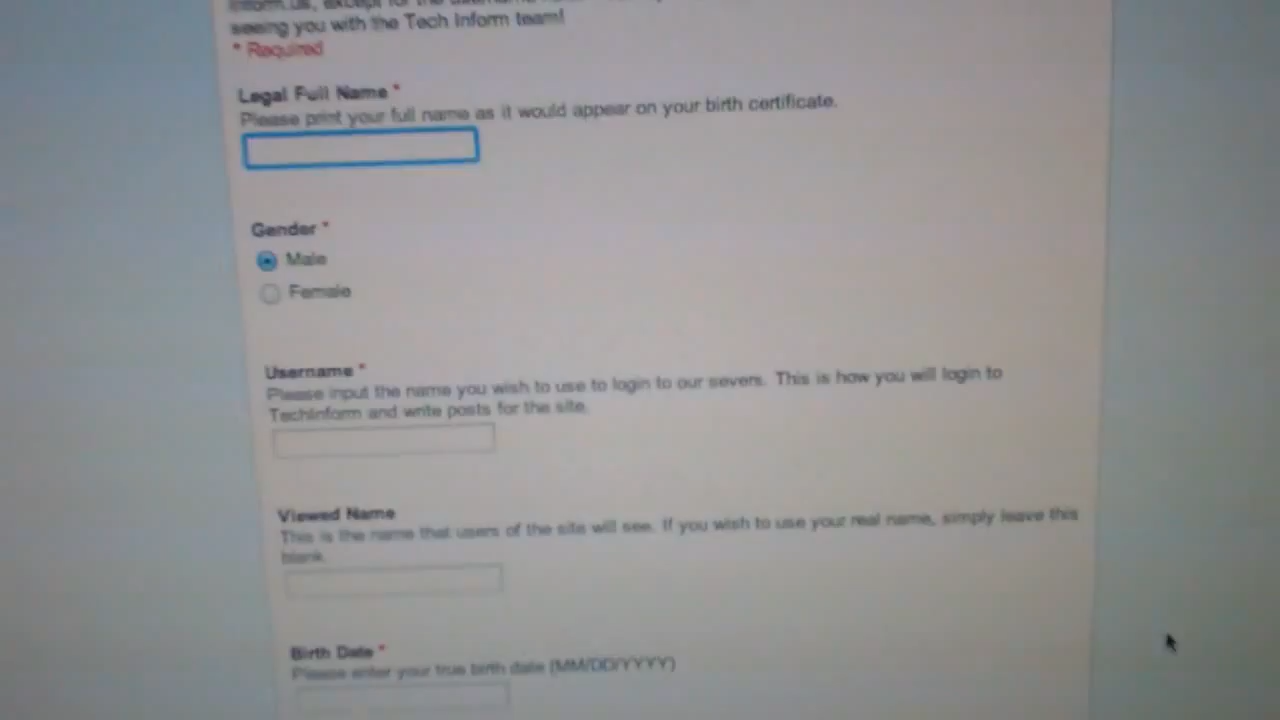 seeing you with the Tech Inform team!
* Required
Legal Full Name *
Please print your full name as it would appear on your birth certificate.
Gender *
Male
Female
Username *
Please input the name you wish to use to login to our severs. This is how you will login to
TechInform and write posts for the site.
Viewed Name
This is the name that users of the site will see. If you wish to use your real name, simply leave this
blank.
Birth Date *
Please enter your true birth date (MM/DD/YYYY)